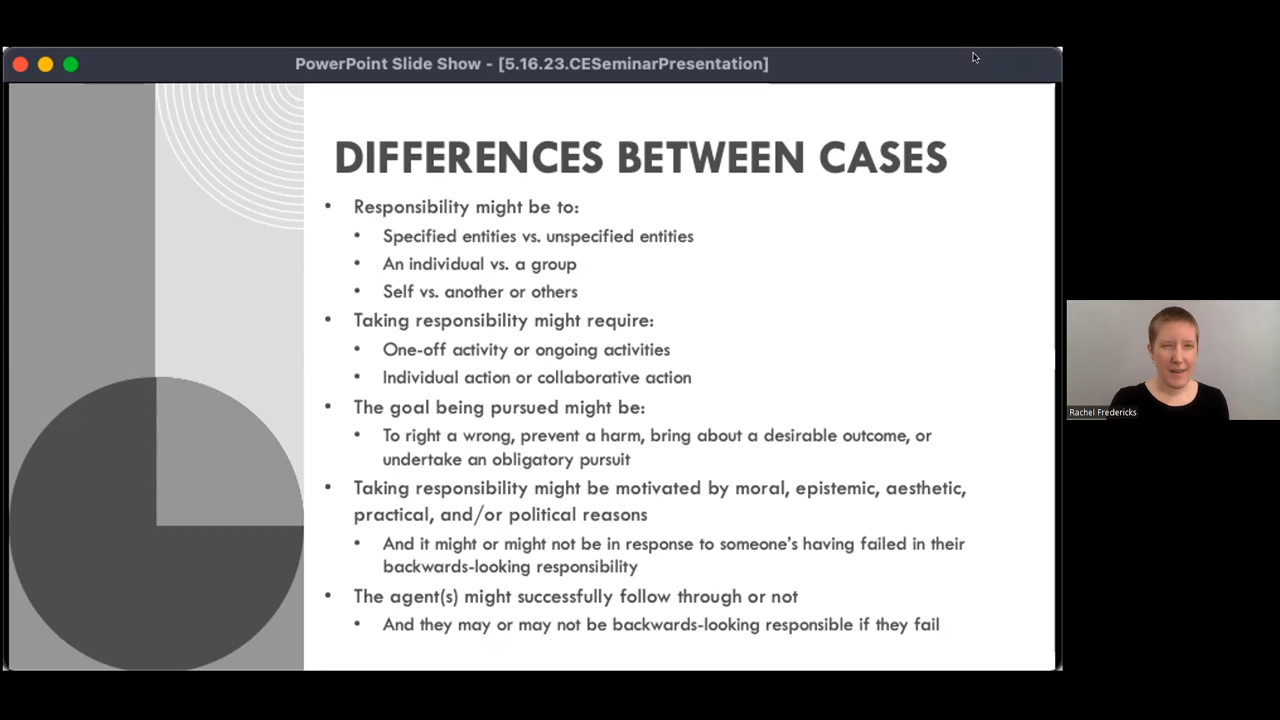 PowerPoint Slide Show - [5.16.23.CESeminarPresentation]
DIFFERENCES BETWEEN CASES
• Responsibility might be to:
• Specified entities vs. unspecified entities
• An individual vs. a group
• Self vs. another or others
• Taking responsibility might require:
• One-off activity or ongoing activities
• Individual action or collaborative action
• The goal being pursued might be:
• To right a wrong, prevent a harm, bring about a desirable outcome, or
undertake an obligatory pursuit
• Taking responsibility might be motivated by moral, epistemic, aesthetic,
practical, and/or political reasons
• And it might or might not be in response to someone's having failed in their
backwards-looking responsibility
• The agent(s) might successfully follow through or not
• And they may or may not be backwards-looking responsible if they fail
Rachel Fredericks